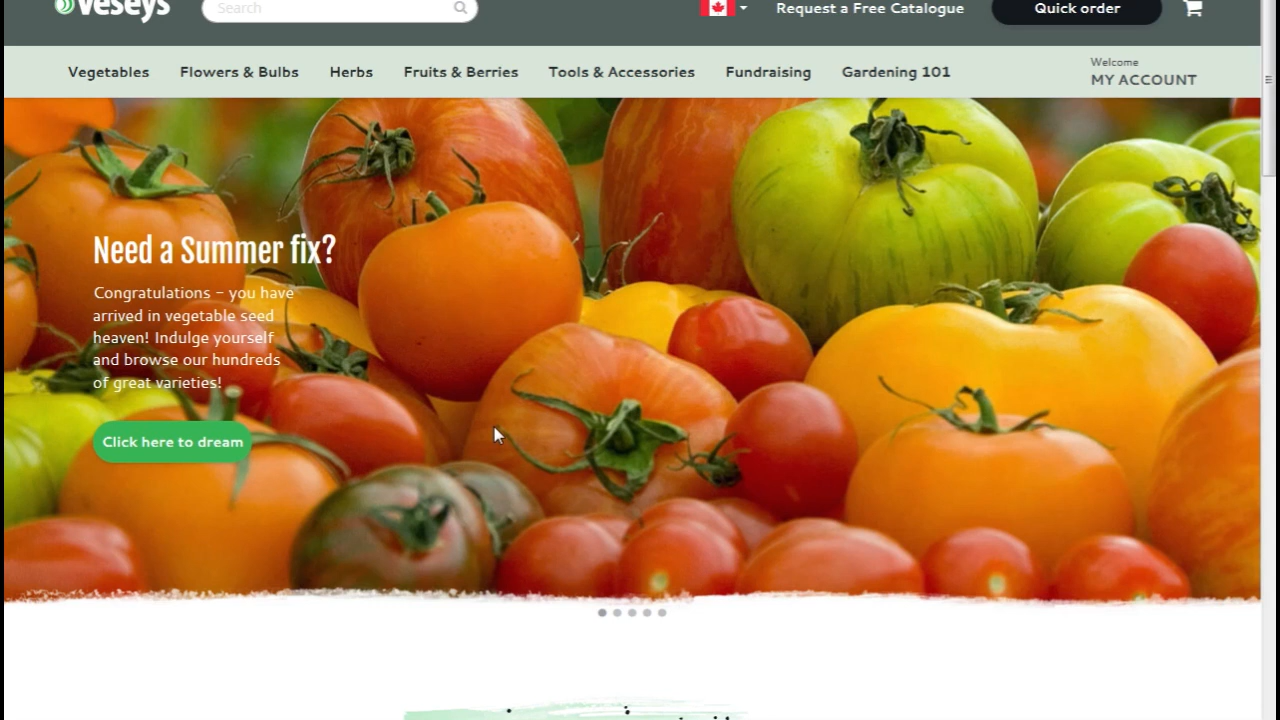 veseys
Search
Request a Free Catalogue
Quick order
Vegetables
Flowers & Bulbs
Herbs
Fruits & Berries
Tools & Accessories
Fundraising
Gardening 101
Welcome
MY ACCOUNT
Need a Summer fix?
Congratulations - you have
arrived in vegetable seed
heaven! Indulge yourself
and browse our hundreds
of great varieties!
Click here to dream